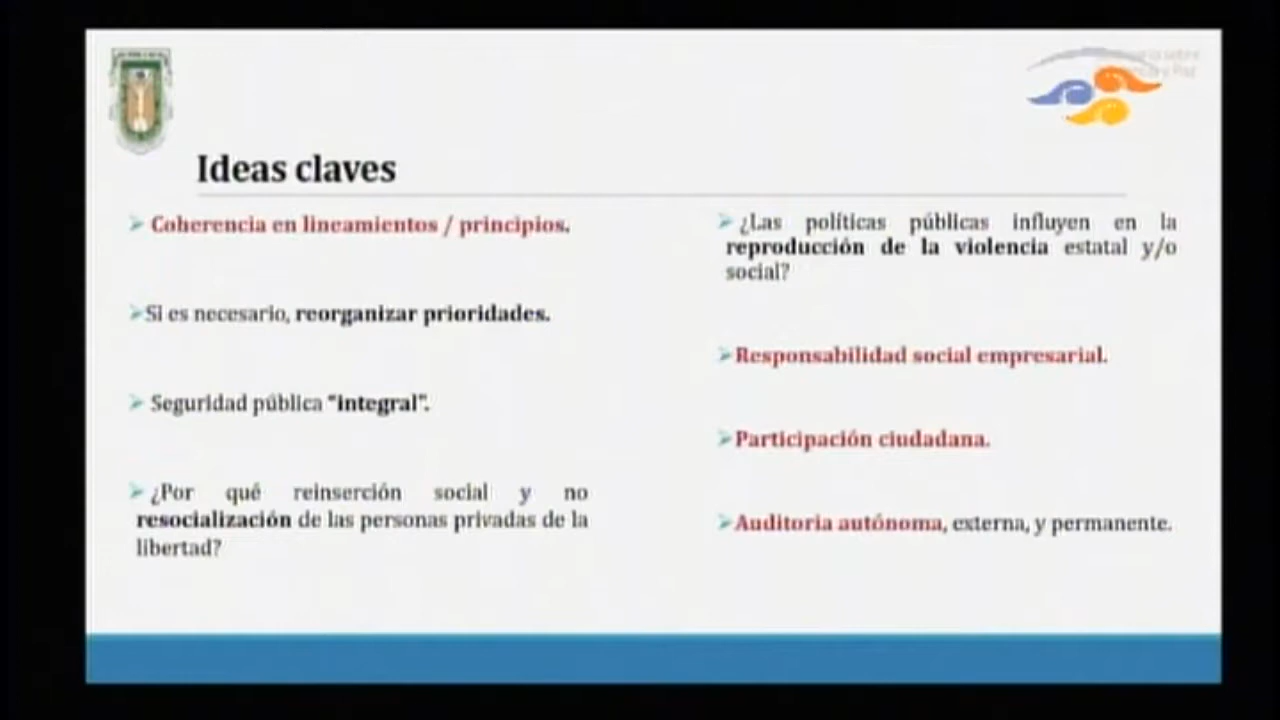 Ideas claves
Coherencia en lineamientos / principios.
Si es necesario, reorganizar prioridades.
Seguridad pública "integral".
¿Por qué reinserción social y no
resocialización de las personas privadas de la
libertad?
¿Las políticas públicas influyen en la
reproducción de la violencia estatal y/o
social?
Responsabilidad social empresarial.
Participación ciudadana.
Auditoria autónoma, externa, y permanente.